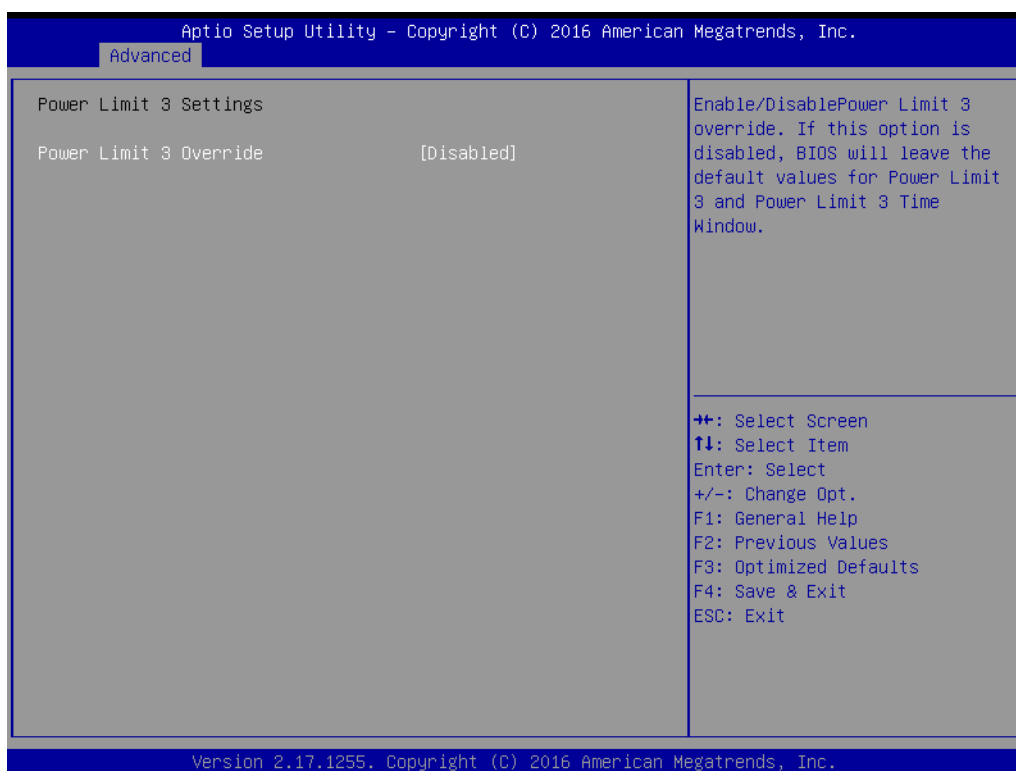 Aptio Setup Utility – Copyright (C) 2016 American Megatrends, Inc.
Advanced
Power Limit 3 Settings
Power Limit 3 Override [Disabled]
Enable/DisablePower Limit 3
override. If this option is
disabled, BIOS will leave the
default values for Power Limit
3 and Power Limit 3 Time
Window.
→←: Select Screen
↑↓: Select Item
Enter: Select
+/-: Change Opt.
F1: General Help
F2: Previous Values
F3: Optimized Defaults
F4: Save & Exit
ESC: Exit
Version 2.17.1255. Copyright (C) 2016 American Megatrends, Inc.